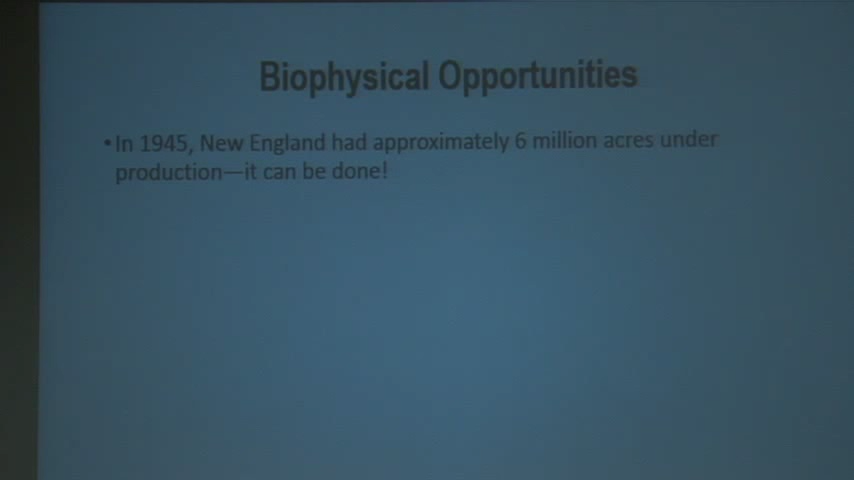 Biophysical Opportunities
•In 1945, New England had approximately 6 million acres under
production—it can be done!